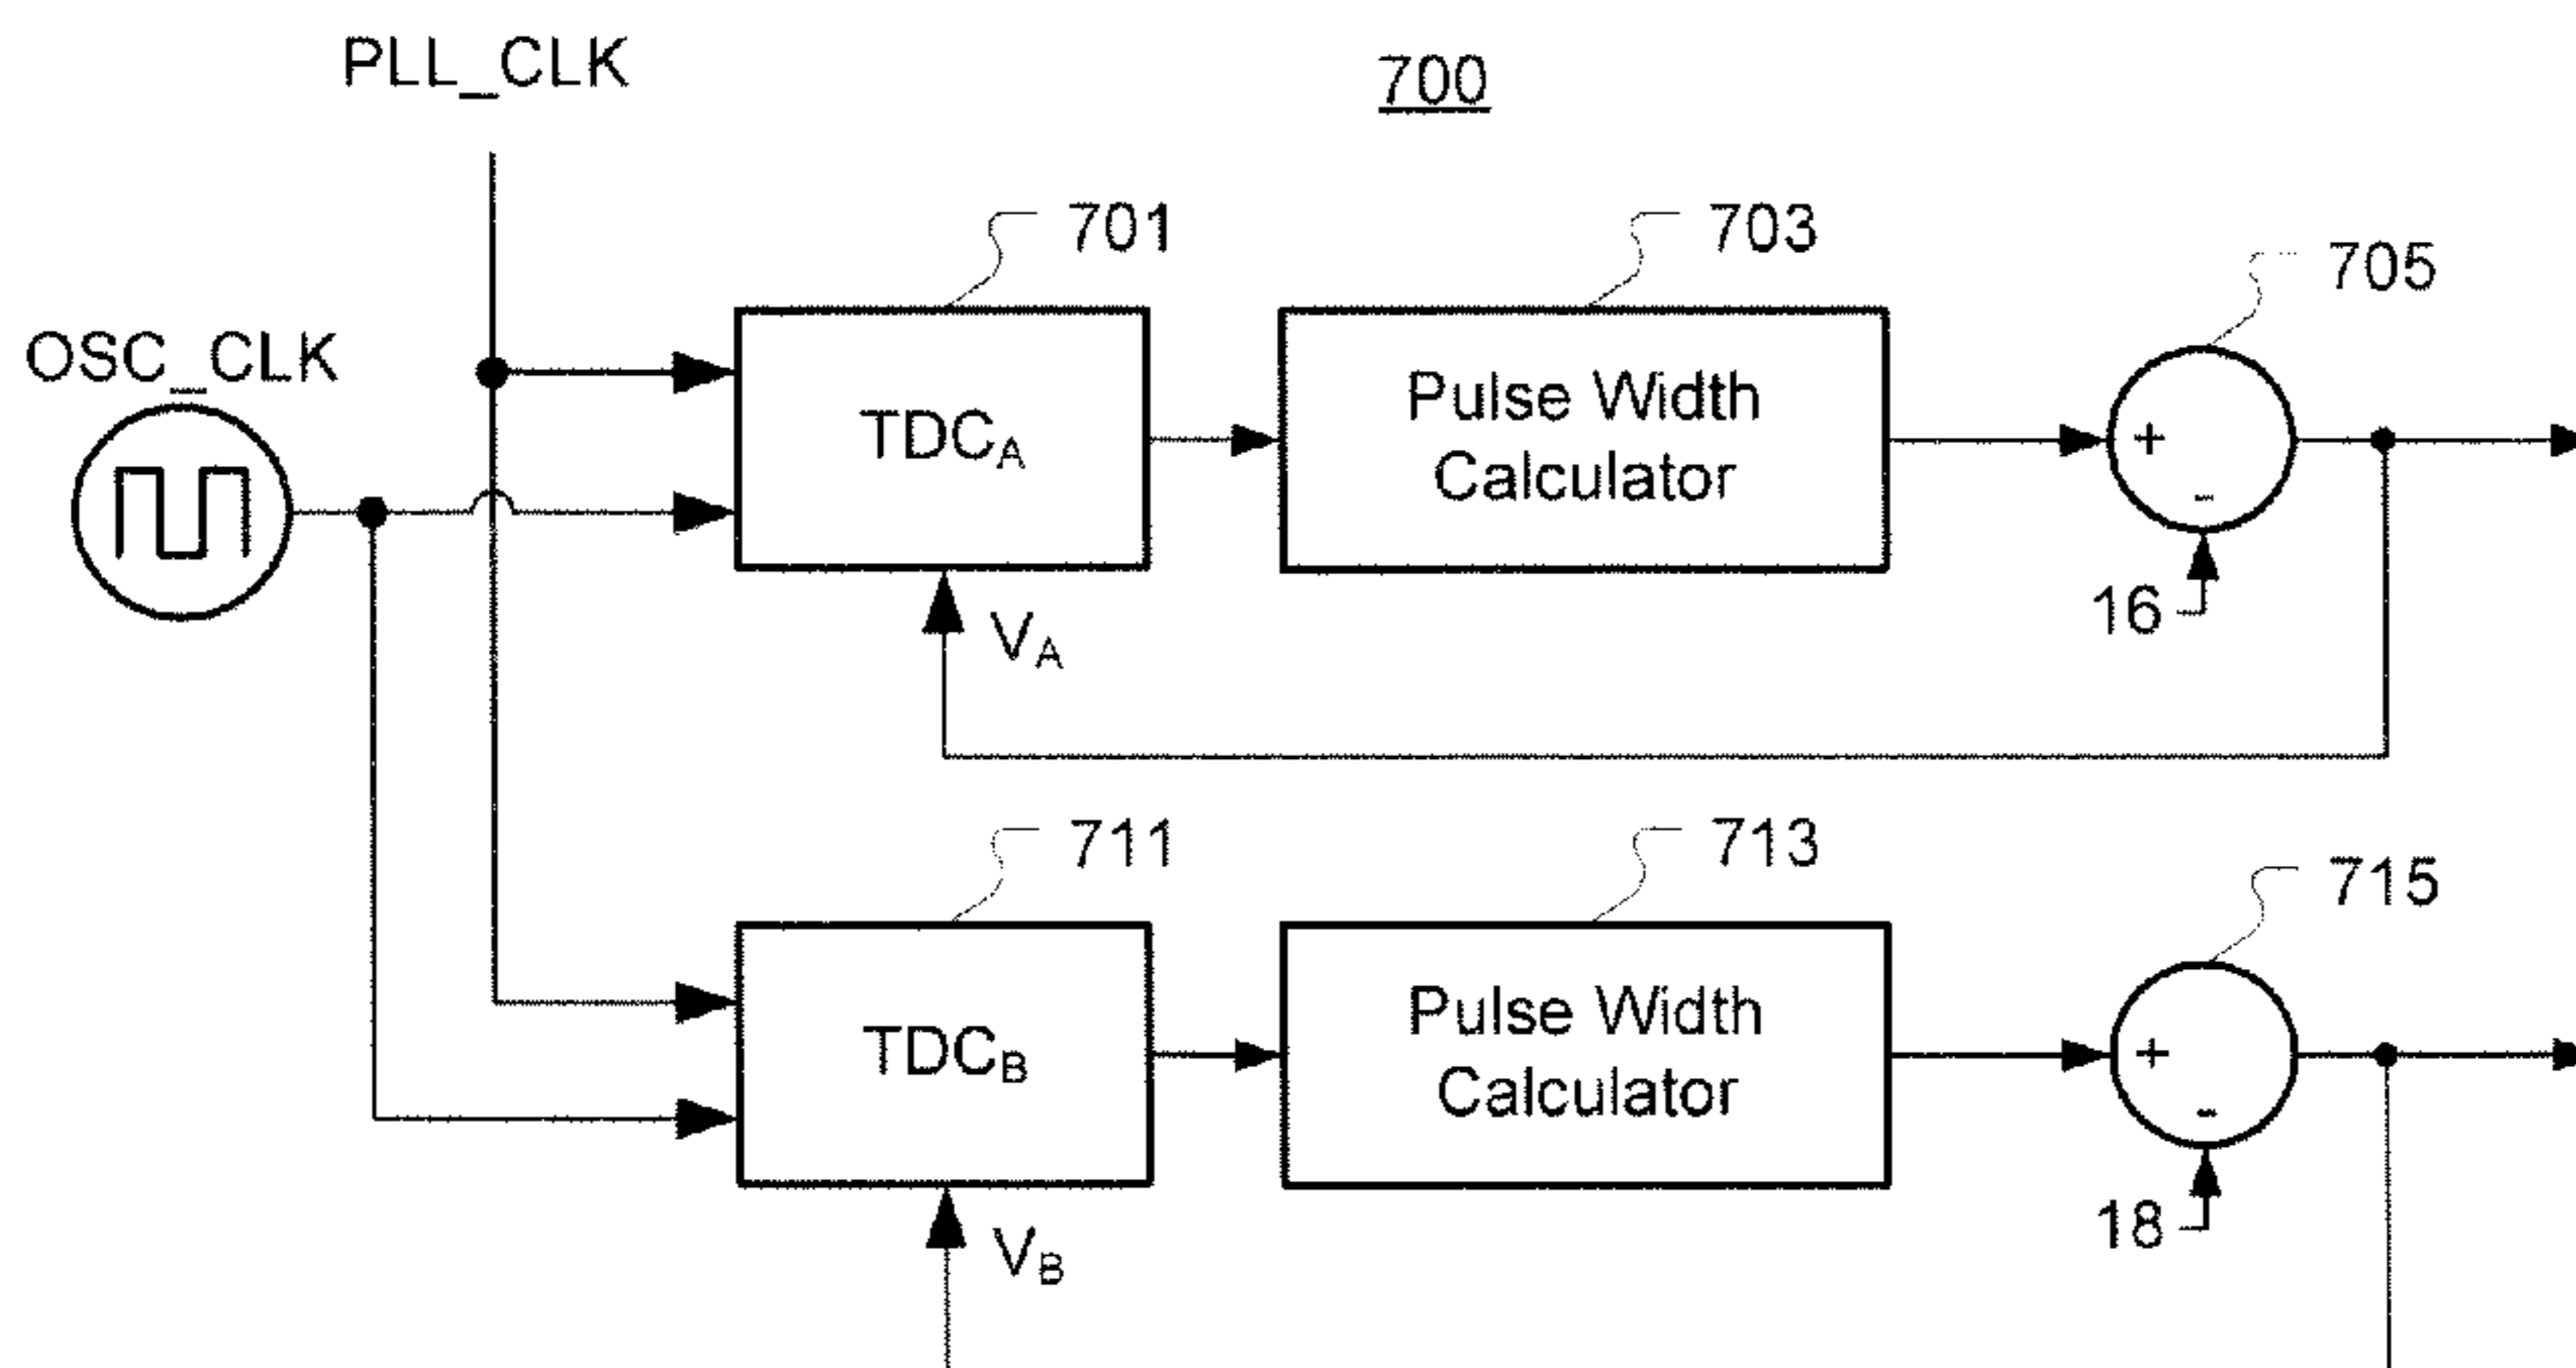 PLL_CLK
700
701
703
705
OSC_CLK
TDCA
Pulse Width
Calculator
+
-
16
VA
711
713
715
TDCB
Pulse Width
Calculator
+
-
18
VB